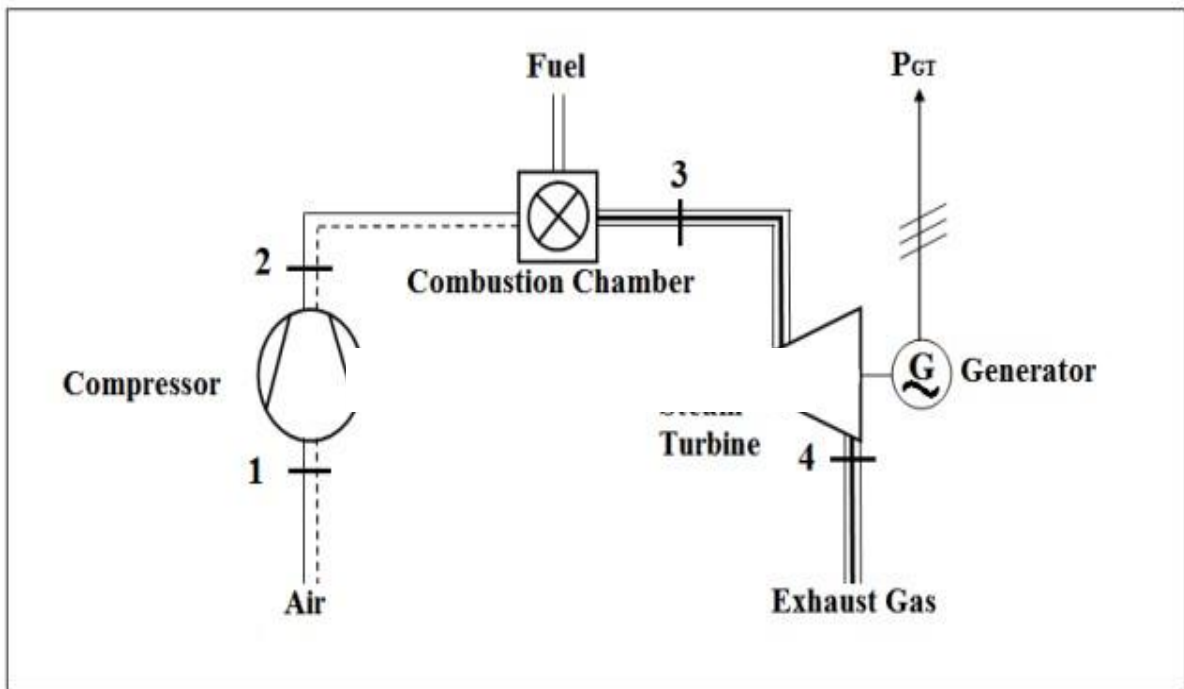 Fuel
PGT
3
2
Combustion Chamber
Compressor
G
Generator
Turbine
1
4
Air
Exhaust Gas